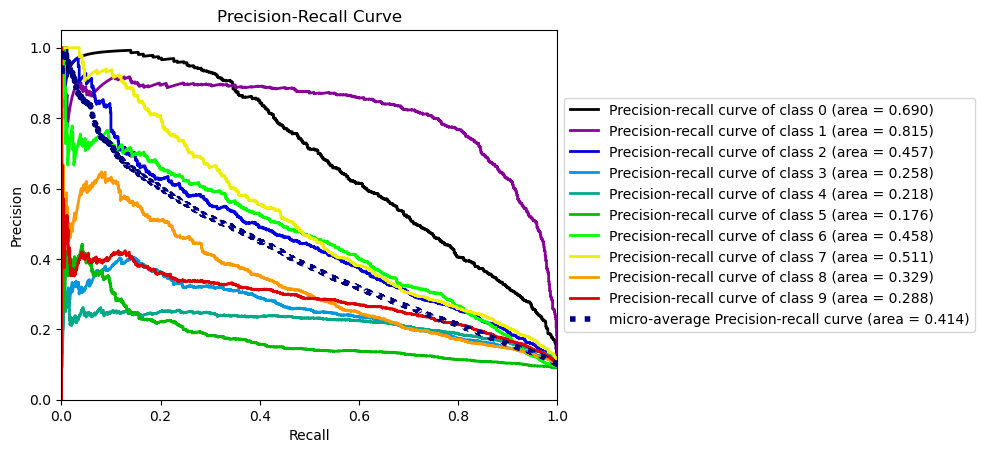 Precision-Recall Curve
1.0
0.8
0.6
0.4
0.2
0.0
Precision
0.0 0.2 0.4 0.6 0.8 1.0
Recall
Precision-recall curve of class 0 (area = 0.690)
Precision-recall curve of class 1 (area = 0.815)
Precision-recall curve of class 2 (area = 0.457)
Precision-recall curve of class 3 (area = 0.258)
Precision-recall curve of class 4 (area = 0.218)
Precision-recall curve of class 5 (area = 0.176)
Precision-recall curve of class 6 (area = 0.458)
Precision-recall curve of class 7 (area = 0.511)
Precision-recall curve of class 8 (area = 0.329)
Precision-recall curve of class 9 (area = 0.288)
micro-average Precision-recall curve (area = 0.414)